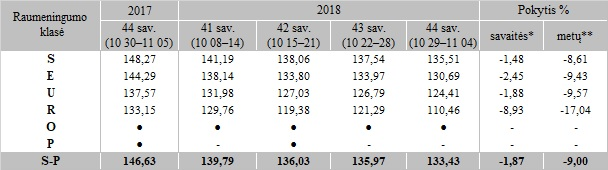 Raumeningumo klasė 2017 2018 Pokytis %
44 sav. (10 30–11 05) 41 sav. (10 08–14) 42 sav. (10 15–21) 43 sav. (10 22–28) 44 sav. (10 29–11 04) savaitės* metų**
S 148,27 141,19 138,06 137,54 135,51 -1,48 -8,61
E 144,29 138,14 133,80 133,97 130,69 -2,45 -9,43
U 137,57 131,98 127,03 126,79 124,41 -1,88 -9,57
R 133,15 129,76 119,38 121,29 110,46 -8,93 -17,04
O ● ● ● ● ● - -
P ● - ● - - - -
S-P 146,63 139,79 136,03 135,97 133,43 -1,87 -9,00